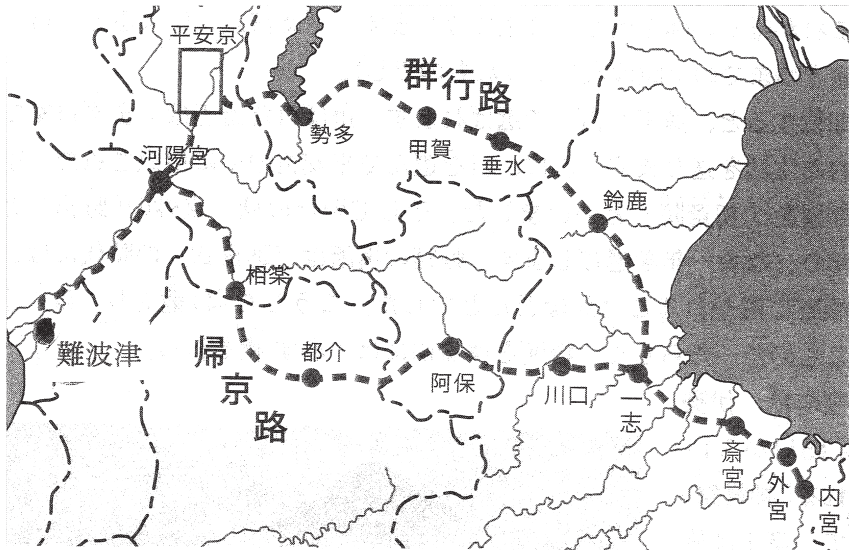 平安京
群行路
勢多
甲賀
垂水
河陽宮
鈴鹿
相楽
難波津
帰京路
都介
阿保
川口
一志
斎宮
外宮
内宮